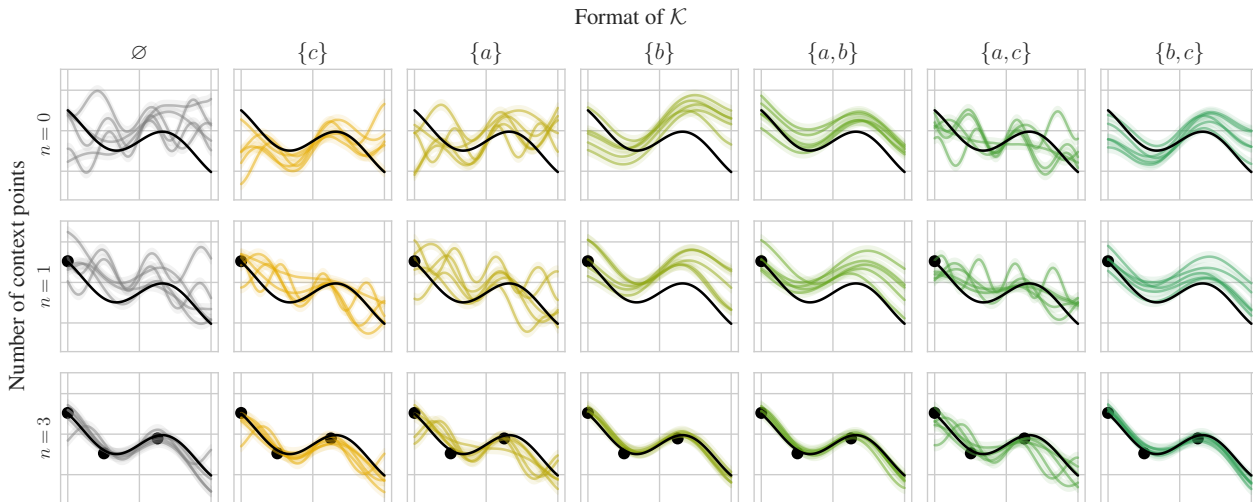 Format of 𝒦
∅ {c} {a} {b} {a, b} {a, c} {b, c}
Number of context points
n = 0
n = 1
n = 3